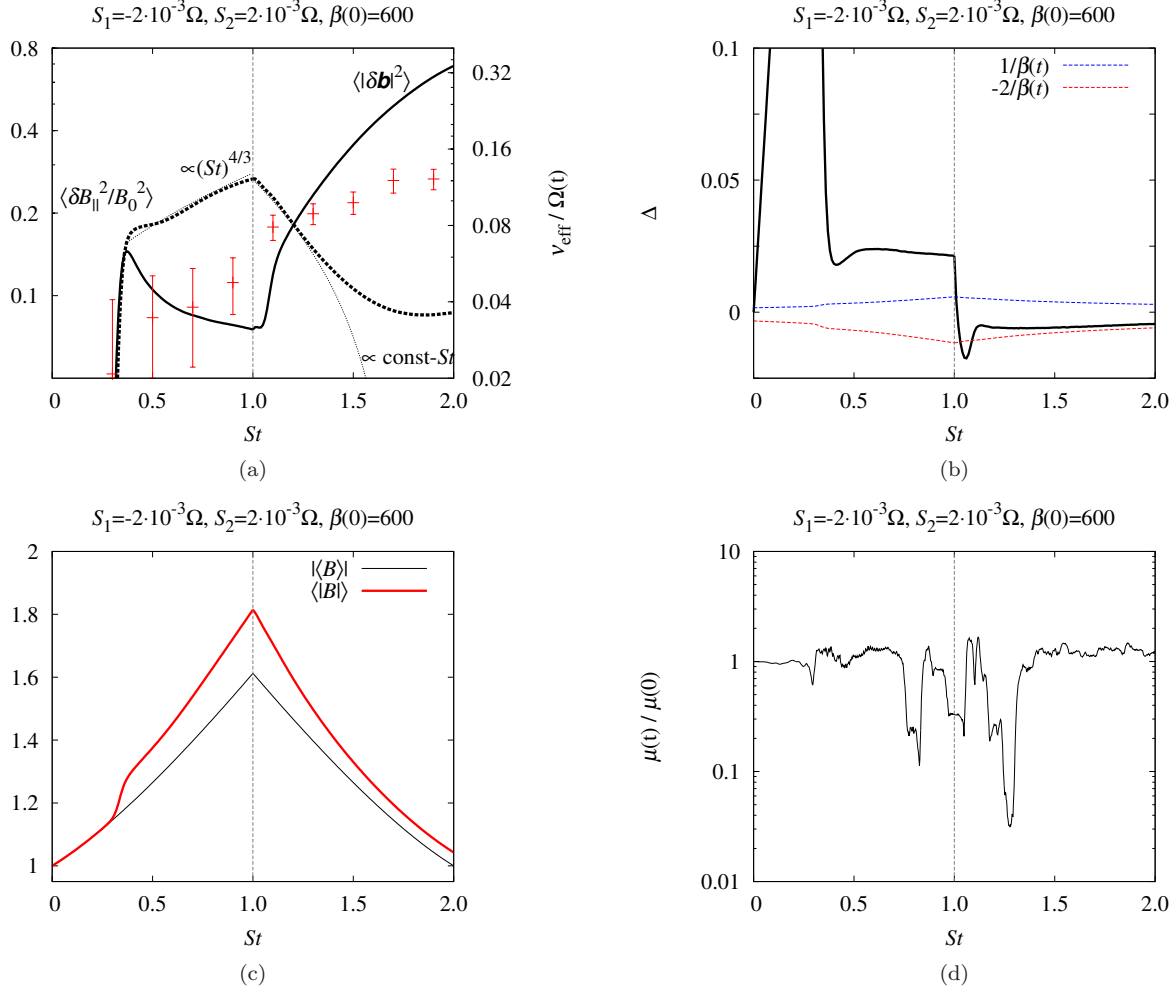 S₁=-2·10⁻³Ω, S₂=2·10⁻³Ω, β(0)=600
0.8
0.4
0.2
0.1
0.32
0.16
0.08
0.04
0.02
⟨|δb|²⟩
∝(St)^{4/3}
⟨δB_∥²/B₀²⟩
∝ const-St
ν_eff / Ω(t)
0.5
1.0
1.5
2.0
St
(a)
S₁=-2·10⁻³Ω, S₂=2·10⁻³Ω, β(0)=600
0.1
0.05
0
Δ
1/β(t)
-2/β(t)
0
0.5
1.0
1.5
2.0
St
(b)
S₁=-2·10⁻³Ω, S₂=2·10⁻³Ω, β(0)=600
2
1.8
1.6
1.4
1.2
1
|⟨B⟩|
⟨|B|⟩
0
0.5
1.0
1.5
2.0
St
(c)
S₁=-2·10⁻³Ω, S₂=2·10⁻³Ω, β(0)=600
10
1
0.1
0.01
μ(t) / μ(0)
0
0.5
1.0
1.5
2.0
St
(d)